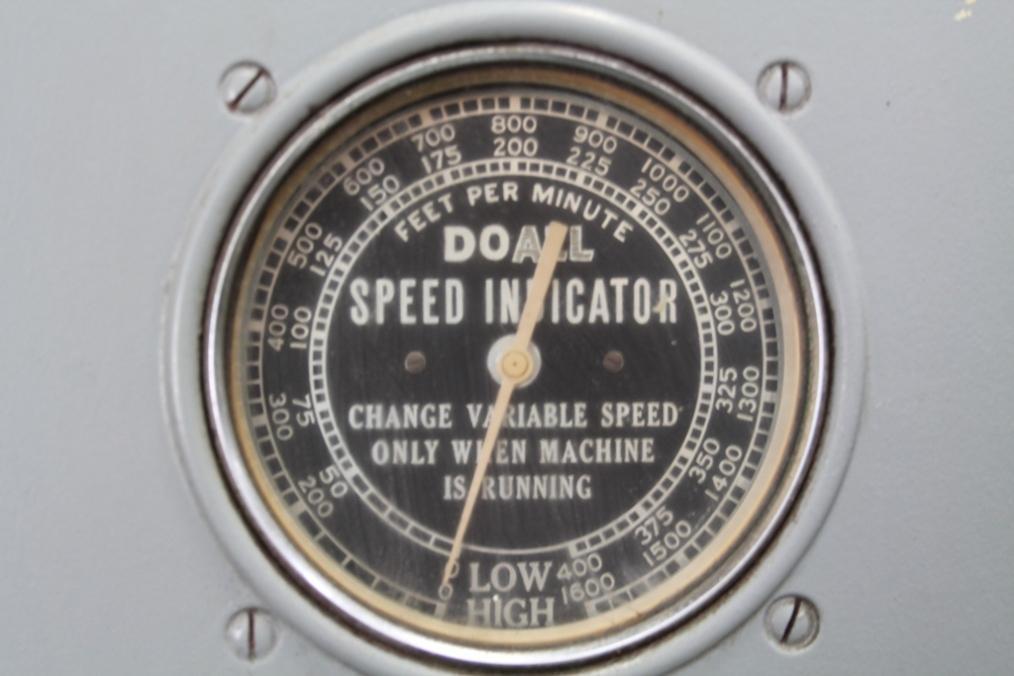 FEET PER MINUTE
DOALL
SPEED INDICATOR
CHANGE VARIABLE SPEED
ONLY WHEN MACHINE
IS RUNNING
0 LOW 400
0 HIGH 1600
200 300 400 500 600 700 800 900 1000 1100 1200 1300 1400 1500
50 75 100 125 150 175 200 225 250 275 300 325 350 375